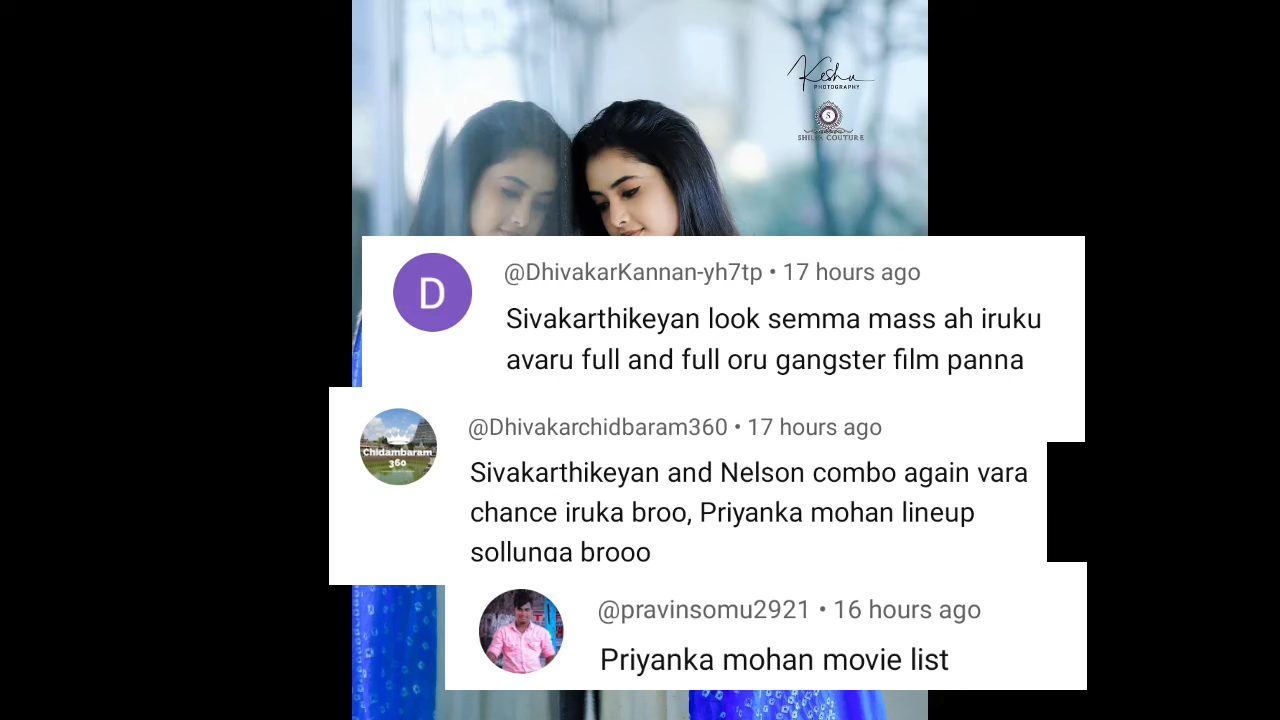 Keshu
PHOTOGRAPHY
S
SHILPA COUTURE
D
@DhivakarKannan-yh7tp • 17 hours ago
Sivakarthikeyan look semma mass ah iruku
avaru full and full oru gangster film panna
Chidambaram
360
@Dhivakarchidbaram360 • 17 hours ago
Sivakarthikeyan and Nelson combo again vara
chance iruka broo, Priyanka mohan lineup
sollunga brooo
@pravinsomu2921 • 16 hours ago
Priyanka mohan movie list